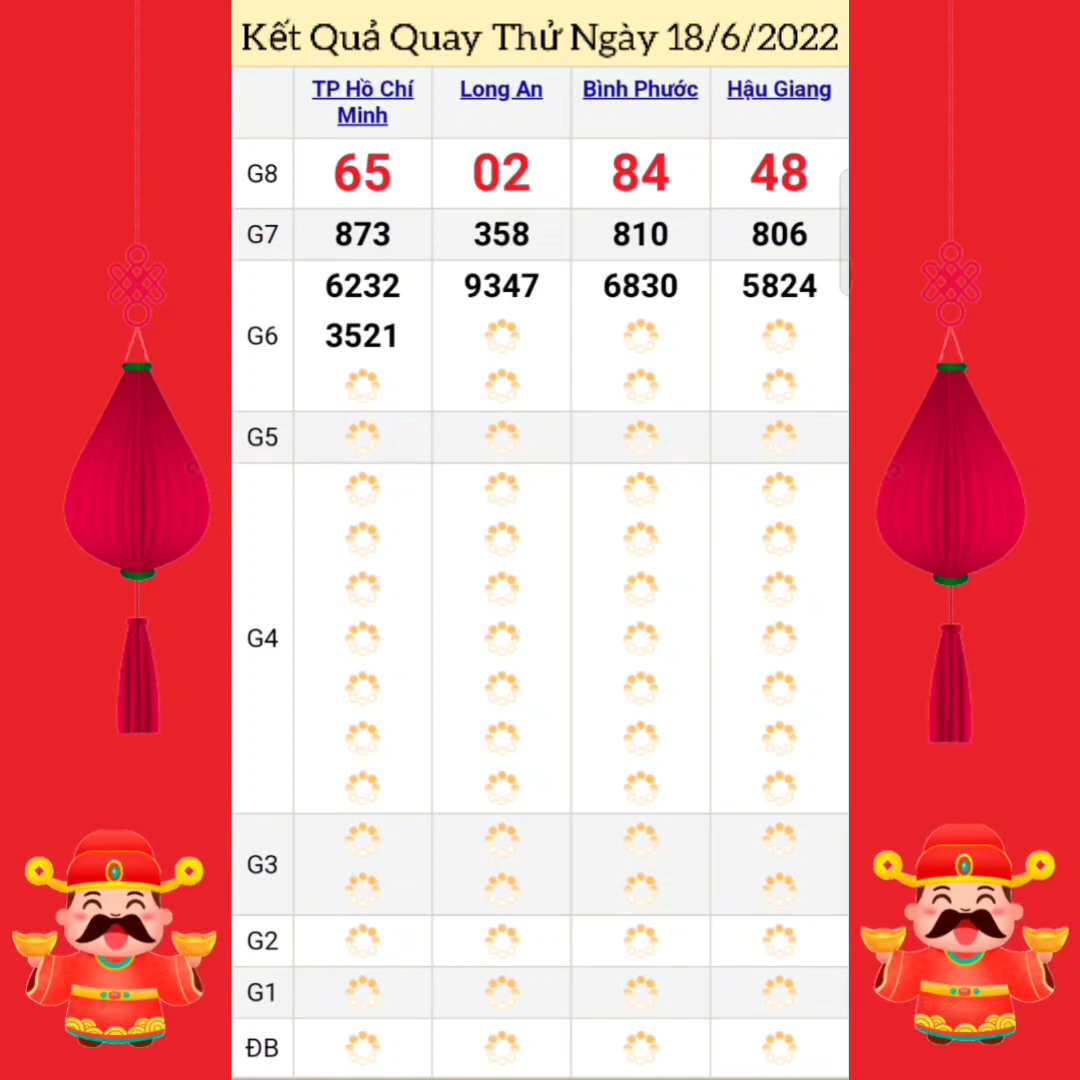 Kết Quả Quay Thử Ngày 18/6/2022
TP Hồ Chí Minh Long An Bình Phước Hậu Giang
G8 65 02 84 48
G7 873 358 810 806
6232 9347 6830 5824
G6 3521
G5
G4
G3
G2
G1
ĐB